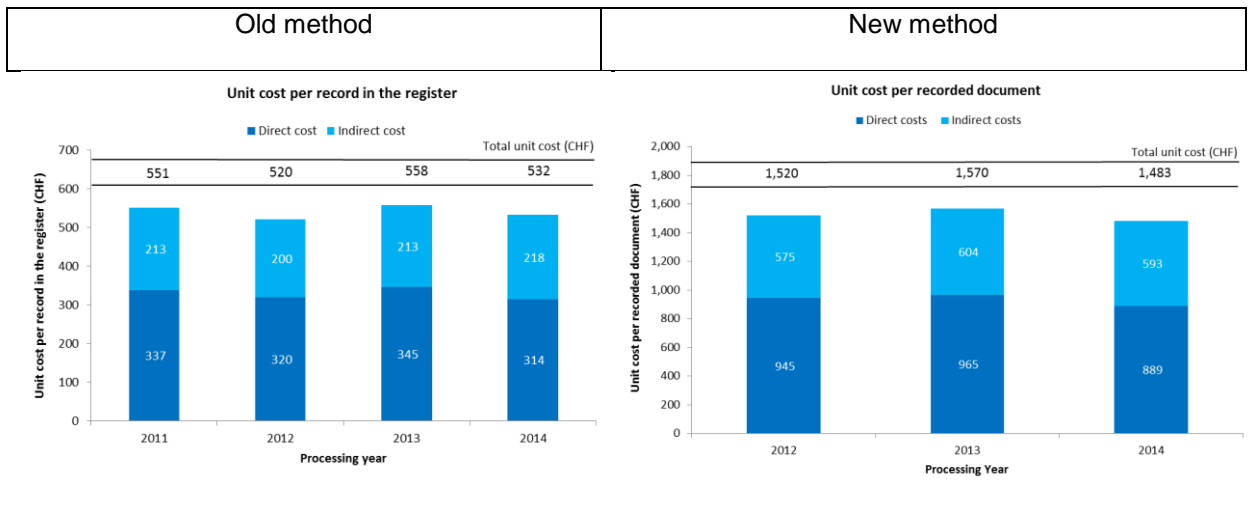 Old method
New method
Unit cost per record in the register
Direct cost Indirect cost
Total unit cost (CHF)
Unit cost per record in the register (CHF)
700
600
500
400
300
200
100
0
551 520 558 532
213 200 213 218
337 320 345 314
2011 2012 2013 2014
Processing year
Unit cost per recorded document
Direct costs Indirect costs
Total unit cost (CHF)
Unit cost per recorded document (CHF)
2,000
1,800
1,600
1,400
1,200
1,000
800
600
400
200
0
1,520 1,570 1,483
575 604 593
945 965 889
2012 2013 2014
Processing Year